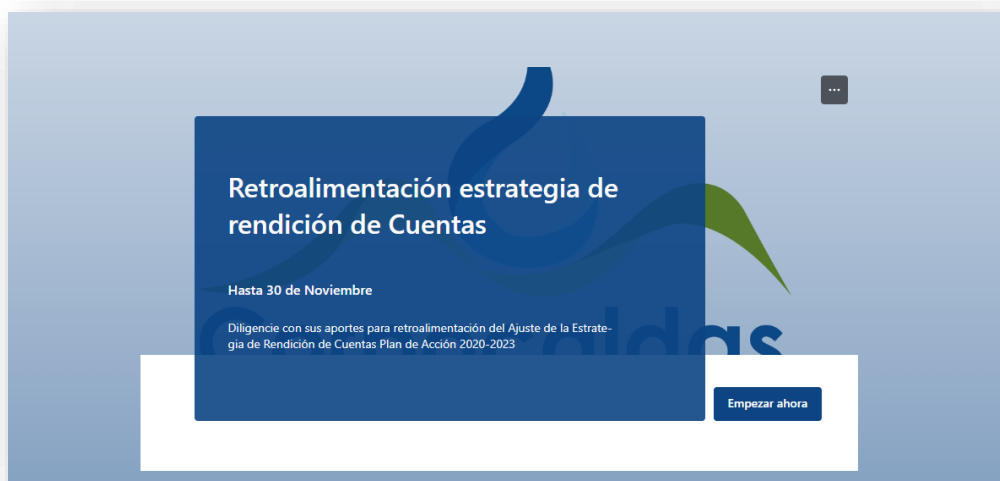 Retroalimentación estrategia de
rendición de Cuentas
Hasta 30 de Noviembre
Diligencie con sus aportes para retroalimentación del Ajuste de la Estrate-
gia de Rendición de Cuentas Plan de Acción 2020-2023
Empezar ahora